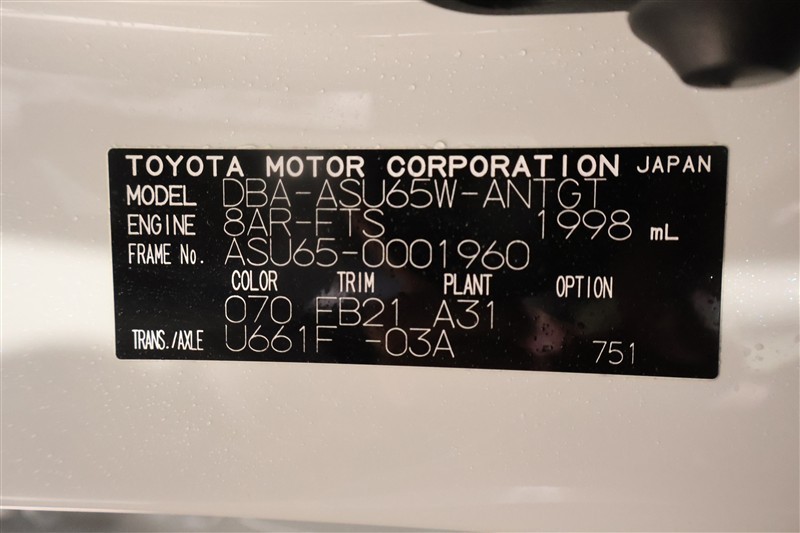 TOYOTA MOTOR CORPORATION JAPAN
MODEL DBA-ASU65W-ANTGT
ENGINE 8AR-FTS 1998 mL
FRAME No. ASU65-0001960
COLOR TRIM PLANT OPTION
070 FB21 A31
TRANS./AXLE U661F -03A 751